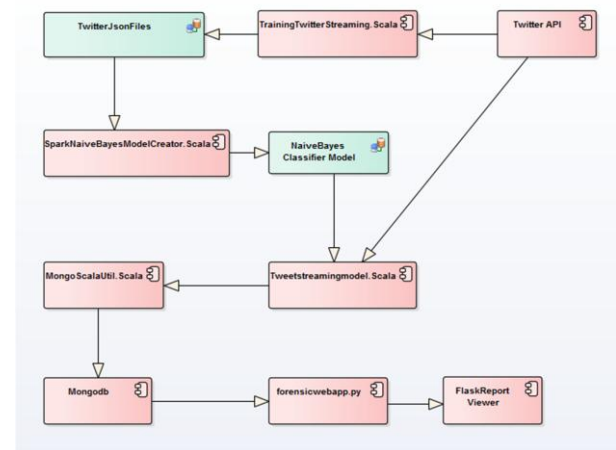 TwitterJsonFiles
TrainingTwitterStreaming.Scala
Twitter API
SparkNaiveBayesModelCreator.Scala
NaiveBayes
Classifier Model
MongoScalaUtil.Scala
Tweetstreamingmodel.Scala
Mongodb
forensicwebapp.py
FlaskReport
Viewer